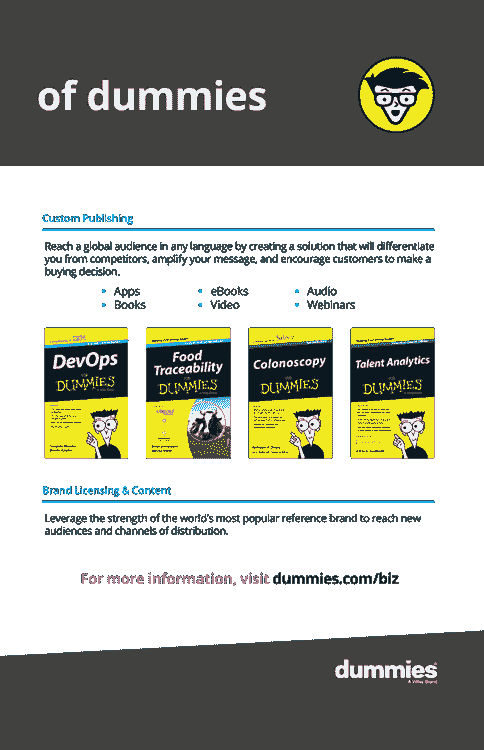 of dummies
Custom Publishing
Reach a global audience in any language by creating a solution that will differentiate
you from competitors, amplify your message, and encourage customers to make a
buying decision.
• Apps
• Books
• eBooks
• Video
• Audio
• Webinars
DevOps
DUMMIES
Food
Traceability
DUMMIES
Colonoscopy
DUMMIES
Talent Analytics
DUMMIES
Brand Licensing & Content
Leverage the strength of the world's most popular reference brand to reach new
audiences and channels of distribution.
For more information, visit dummies.com/biz
dummies®
A Wiley Brand